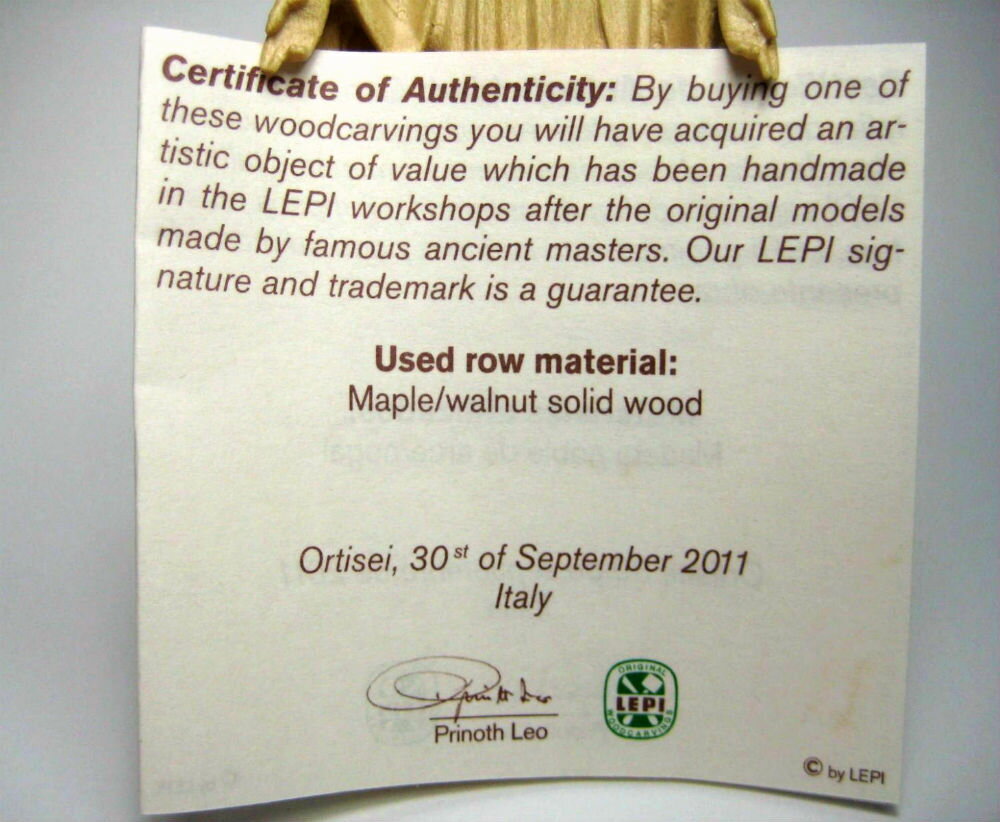 Certificate of Authenticity: By buying one of
these woodcarvings you will have acquired an ar-
tistic object of value which has been handmade
in the LEPI workshops after the original models
made by famous ancient masters. Our LEPI sig-
nature and trademark is a guarantee.
Used row material:
Maple/walnut solid wood
Ortisei, 30st of September 2011
Italy
Prinoth Leo
ORIGINAL
LEPI
WOODCARVINGS
© by LEPI